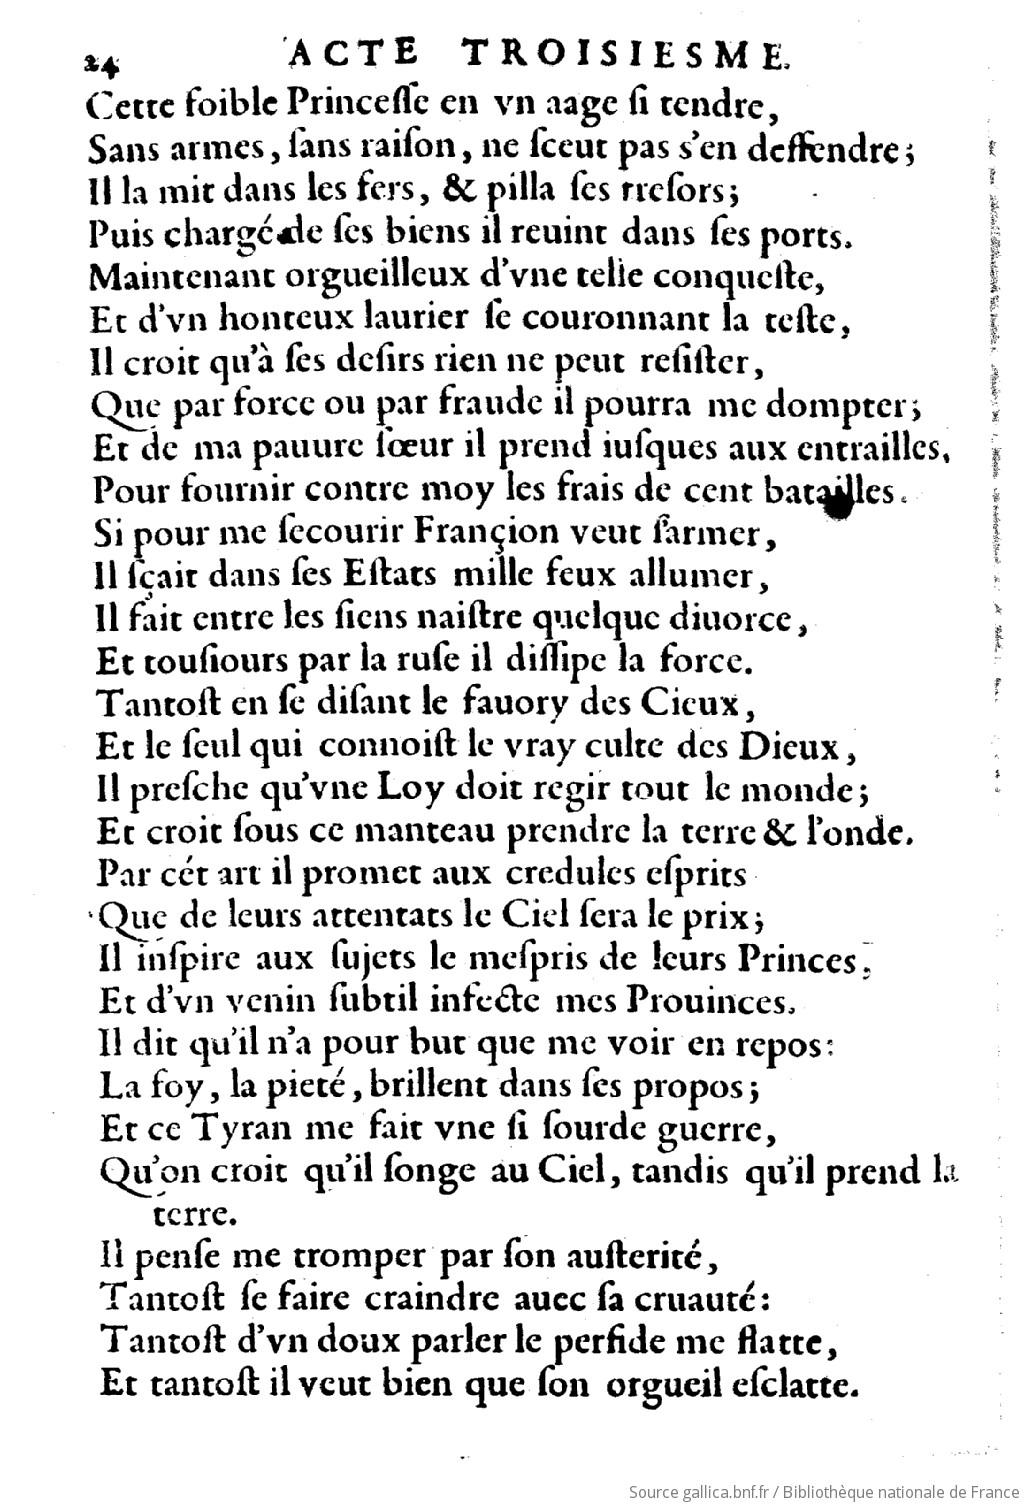 24 ACTE TROISIESME.
Cette foible Princeſſe en vn aage ſi tendre,
Sans armes, ſans raiſon, ne ſceut pas s'en deffendre;
Il la mit dans les fers, & pilla ſes treſors;
Puis chargé de ſes biens il reuint dans ſes ports.
Maintenant orgueilleux d'vne telle conqueſte,
Et d'vn honteux laurier ſe couronnant la teſte,
Il croit qu'à ſes deſirs rien ne peut reſiſter,
Que par force ou par fraude il pourra me dompter;
Et de ma pauure ſœur il prend iuſques aux entrailles,
Pour fournir contre moy les frais de cent batailles.
Si pour me ſecourir Françion veut ſ'armer,
Il ſçait dans ſes Eſtats mille feux allumer,
Il fait entre les ſiens naiſtre quelque diuorce,
Et touſiours par la ruſe il diſſipe la force.
Tantoſt en ſe diſant le fauory des Cieux,
Et le ſeul qui connoiſt le vray culte des Dieux,
Il preſche qu'vne Loy doit regir tout le monde;
Et croit ſous ce manteau prendre la terre & l'onde.
Par cét art il promet aux credules eſprits
Que de leurs attentats le Ciel ſera le prix;
Il inſpire aux ſujets le meſpris de leurs Princes;
Et d'vn venin ſubtil infecte mes Prouinces.
Il dit qu'il n'a pour but que me voir en repos:
La foy, la pieté, brillent dans ſes propos;
Et ce Tyran me fait vne ſi ſourde guerre,
Qu'on croit qu'il ſonge au Ciel, tandis qu'il prend la
terre.
Il penſe me tromper par ſon auſterité,
Tantoſt ſe faire craindre auec ſa cruauté:
Tantoſt d'vn doux parler le perfide me flatte,
Et tantoſt il veut bien que ſon orgueil eſclatte.
Source gallica.bnf.fr / Bibliothèque nationale de France